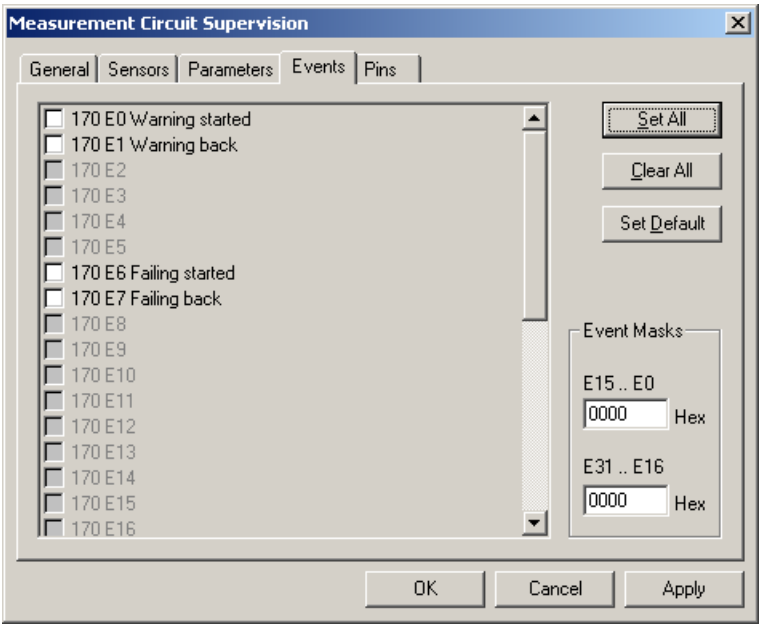 Measurement Circuit Supervision
General Sensors Parameters Events Pins
170 E0 Warning started
170 E1 Warning back
170 E2
170 E3
170 E4
170 E5
170 E6 Failing started
170 E7 Failing back
170 E8
170 E9
170 E10
170 E11
170 E12
170 E13
170 E14
170 E15
170 E16
Set All
Clear All
Set Default
Event Masks
E15 .. E0
0000 Hex
E31 .. E16
0000 Hex
OK Cancel Apply